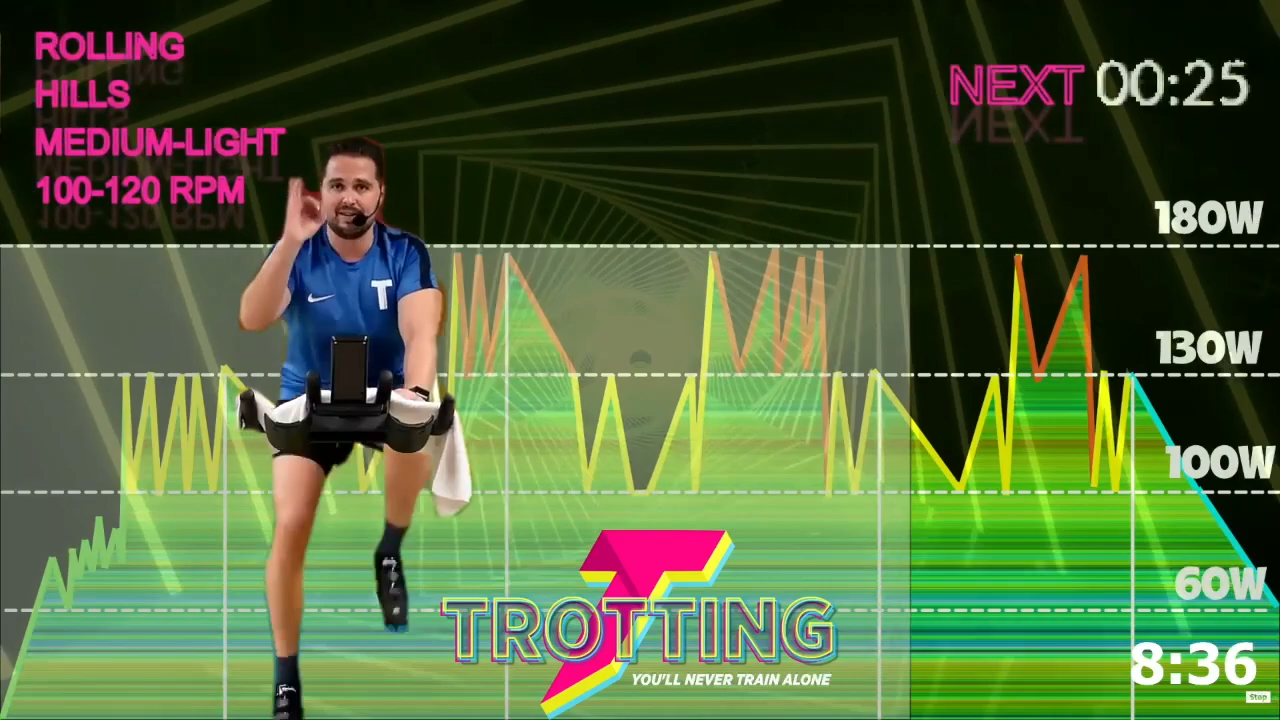 ROLLING
HILLS
MEDIUM-LIGHT
100-120 RPM
NEXT 00:25
180W
130W
100W
60W
T
TROTTING
YOU'LL NEVER TRAIN ALONE
8:36
Stop